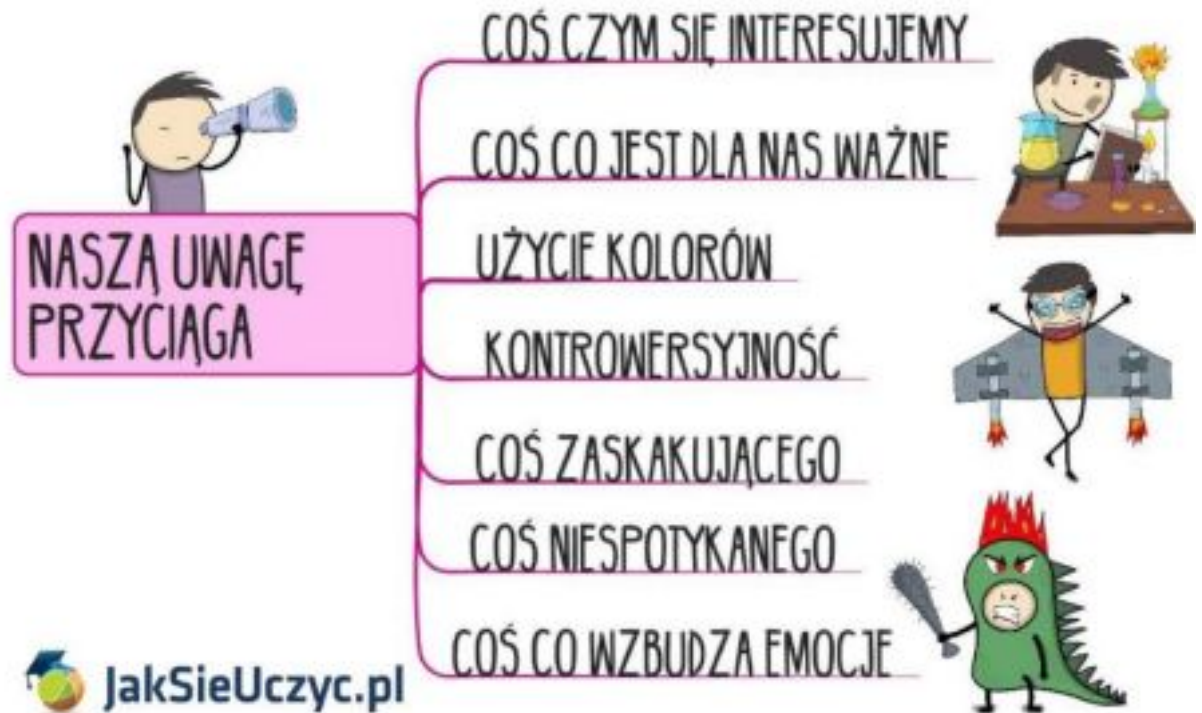 NASZĄ UWAGĘ
PRZYCIĄGA
COŚ CZYM SIĘ INTERESUJEMY
COŚ CO JEST DLA NAS WAŻNE
UŻYCIE KOLORÓW
KONTROWERSYJNOŚĆ
COŚ ZASKAKUJĄCEGO
COŚ NIESPOTYKANEGO
COŚ CO WZBUDZA EMOCJE
JakSieUczyc.pl